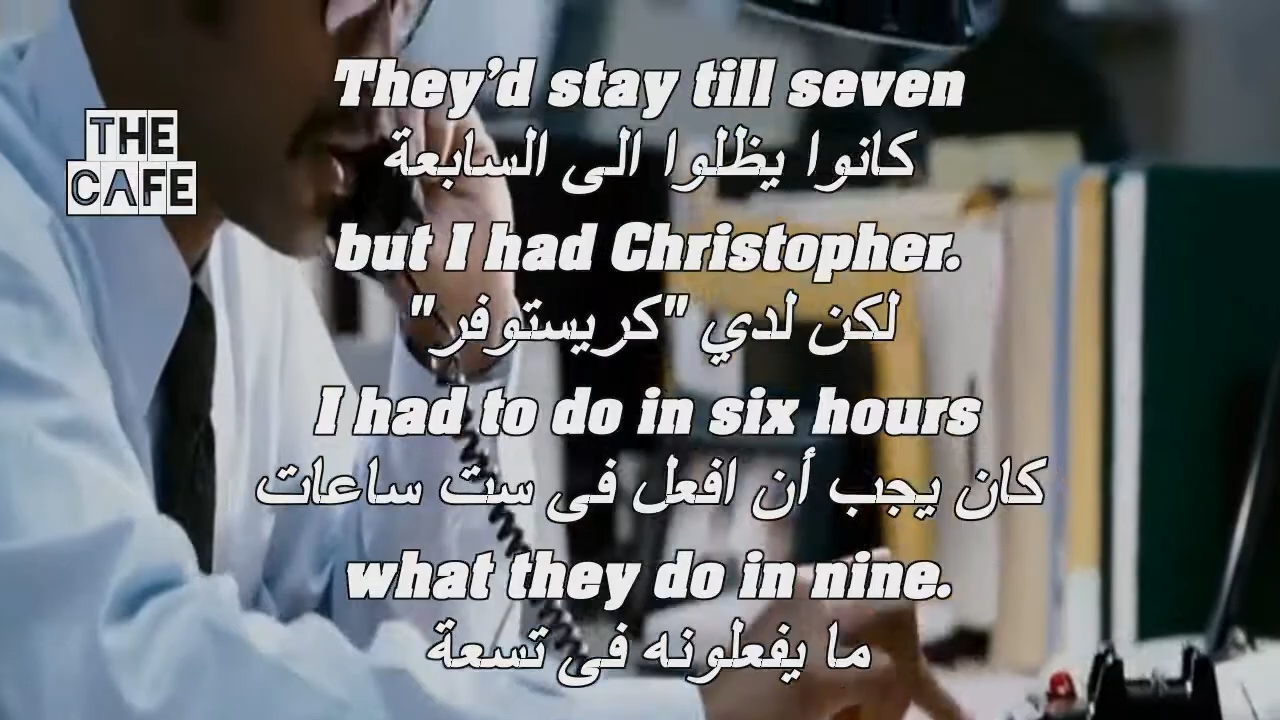 THE
CAFE
They'd stay till seven
كانوا يظلوا الى السابعة
but I had Christopher.
لكن لدي "كريستوفر"
I had to do in six hours
كان يجب أن افعل فى ست ساعات
what they do in nine.
ما يفعلونه فى تسعة